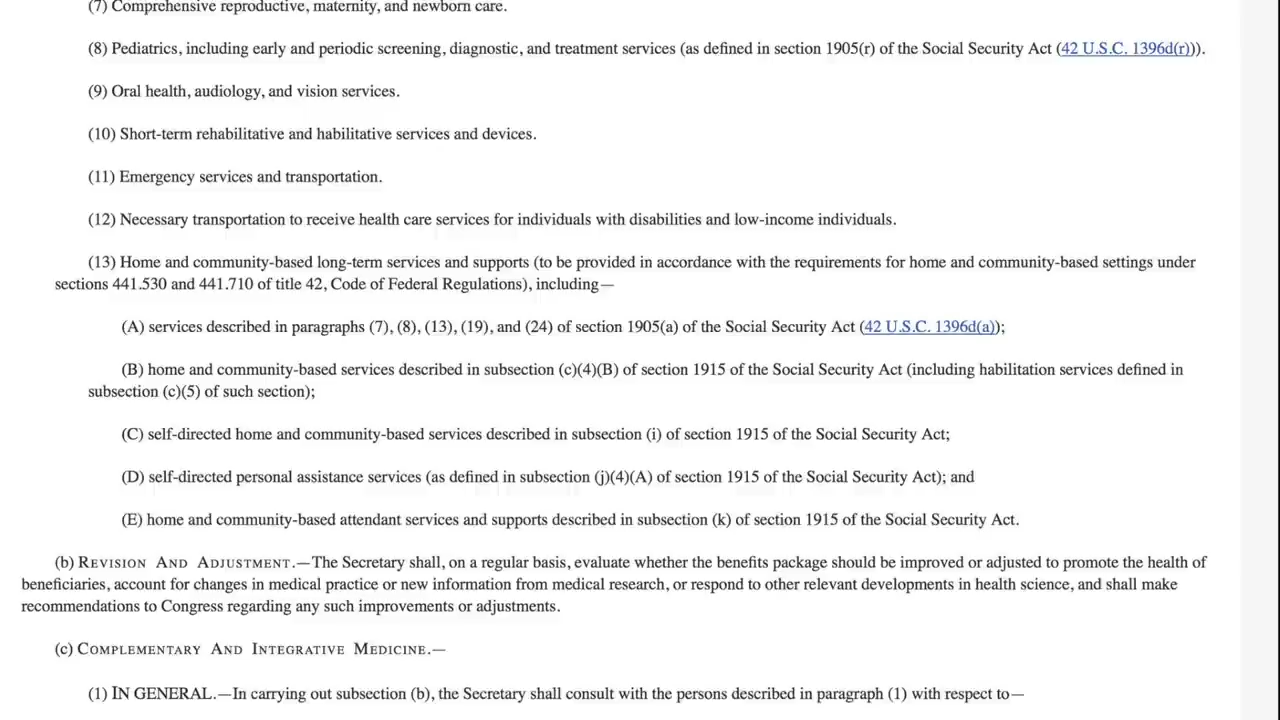 (7) Comprehensive reproductive, maternity, and newborn care.
(8) Pediatrics, including early and periodic screening, diagnostic, and treatment services (as defined in section 1905(r) of the Social Security Act (42 U.S.C. 1396d(r))).
(9) Oral health, audiology, and vision services.
(10) Short-term rehabilitative and habilitative services and devices.
(11) Emergency services and transportation.
(12) Necessary transportation to receive health care services for individuals with disabilities and low-income individuals.
(13) Home and community-based long-term services and supports (to be provided in accordance with the requirements for home and community-based settings under
sections 441.530 and 441.710 of title 42, Code of Federal Regulations), including—
(A) services described in paragraphs (7), (8), (13), (19), and (24) of section 1905(a) of the Social Security Act (42 U.S.C. 1396d(a));
(B) home and community-based services described in subsection (c)(4)(B) of section 1915 of the Social Security Act (including habilitation services defined in
subsection (c)(5) of such section);
(C) self-directed home and community-based services described in subsection (i) of section 1915 of the Social Security Act;
(D) self-directed personal assistance services (as defined in subsection (j)(4)(A) of section 1915 of the Social Security Act); and
(E) home and community-based attendant services and supports described in subsection (k) of section 1915 of the Social Security Act.
(b) REVISION AND ADJUSTMENT.—The Secretary shall, on a regular basis, evaluate whether the benefits package should be improved or adjusted to promote the health of
beneficiaries, account for changes in medical practice or new information from medical research, or respond to other relevant developments in health science, and shall make
recommendations to Congress regarding any such improvements or adjustments.
(c) COMPLEMENTARY AND INTEGRATIVE MEDICINE.—
(1) IN GENERAL.—In carrying out subsection (b), the Secretary shall consult with the persons described in paragraph (1) with respect to—